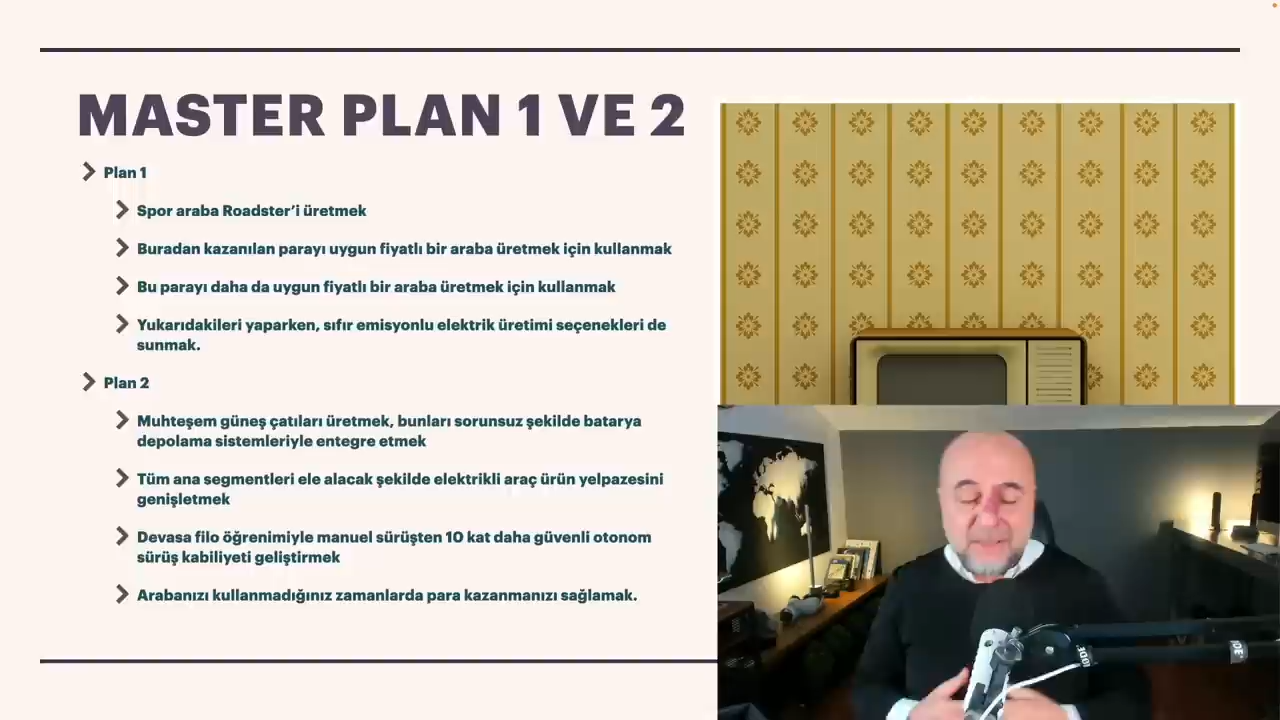 MASTER PLAN 1 VE 2
Plan 1
Spor araba Roadster’i üretmek
Buradan kazanılan parayı uygun fiyatlı bir araba üretmek için kullanmak
Bu parayı daha da uygun fiyatlı bir araba üretmek için kullanmak
Yukarıdakileri yaparken, sıfır emisyonlu elektrik üretimi seçenekleri de
sunmak.
Plan 2
Muhteşem güneş çatıları üretmek, bunları sorunsuz şekilde batarya
depolama sistemleriyle entegre etmek
Tüm ana segmentleri ele alacak şekilde elektrikli araç ürün yelpazesini
genişletmek
Devasa filo öğrenimiyle manuel sürüşten 10 kat daha güvenli otonom
sürüş kabiliyeti geliştirmek
Arabanızı kullanmadığınız zamanlarda para kazanmanızı sağlamak.